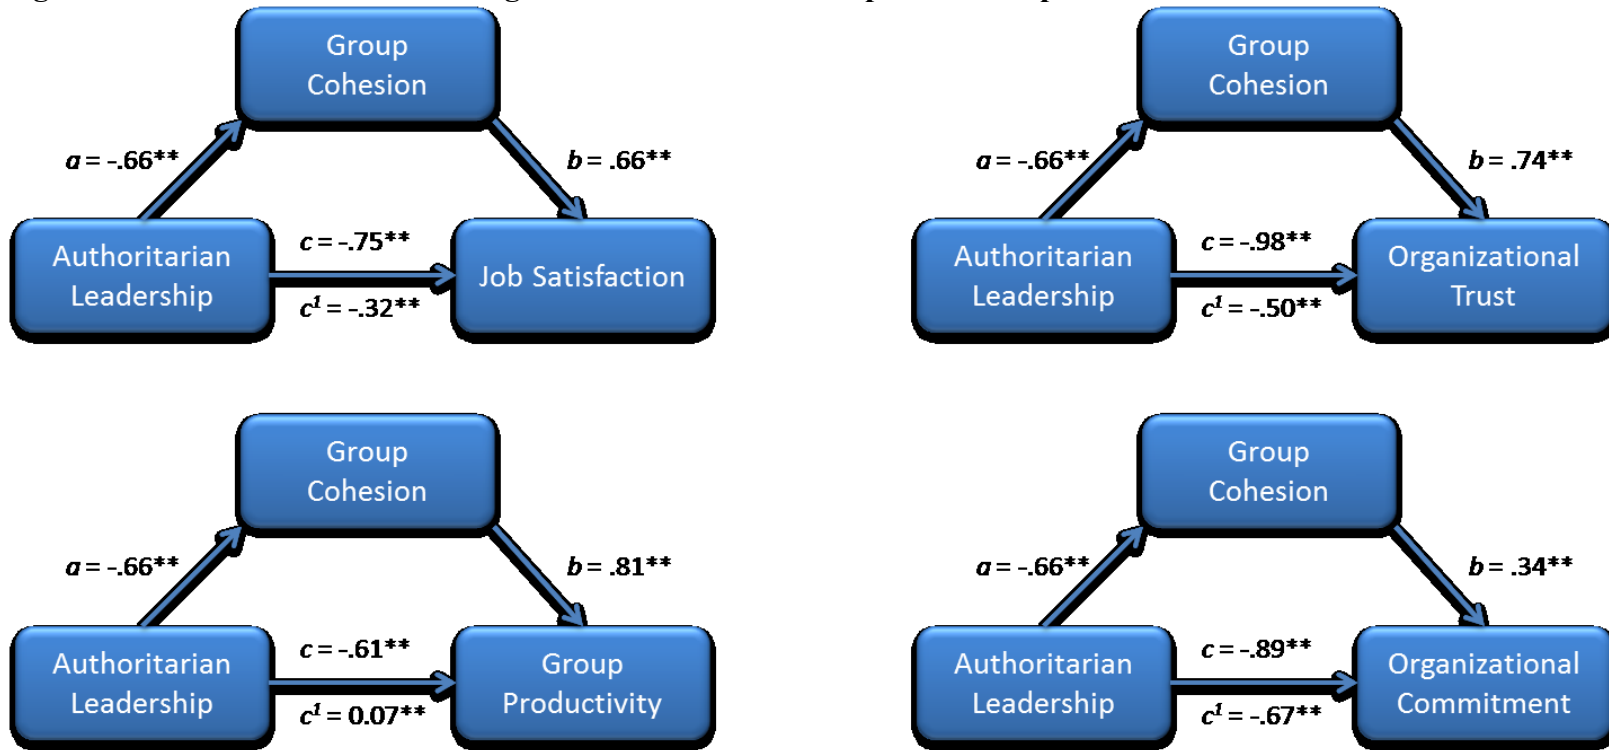 Group
Cohesion
a = -.66**
b = .66**
Authoritarian
Leadership
c = -.75**
c¹ = -.32**
Job Satisfaction
Group
Cohesion
a = -.66**
b = .74**
Authoritarian
Leadership
c = -.98**
c¹ = -.50**
Organizational
Trust
Group
Cohesion
a = -.66**
b = .81**
Authoritarian
Leadership
c = -.61**
c¹ = 0.07**
Group
Productivity
Group
Cohesion
a = -.66**
b = .34**
Authoritarian
Leadership
c = -.89**
c¹ = -.67**
Organizational
Commitment